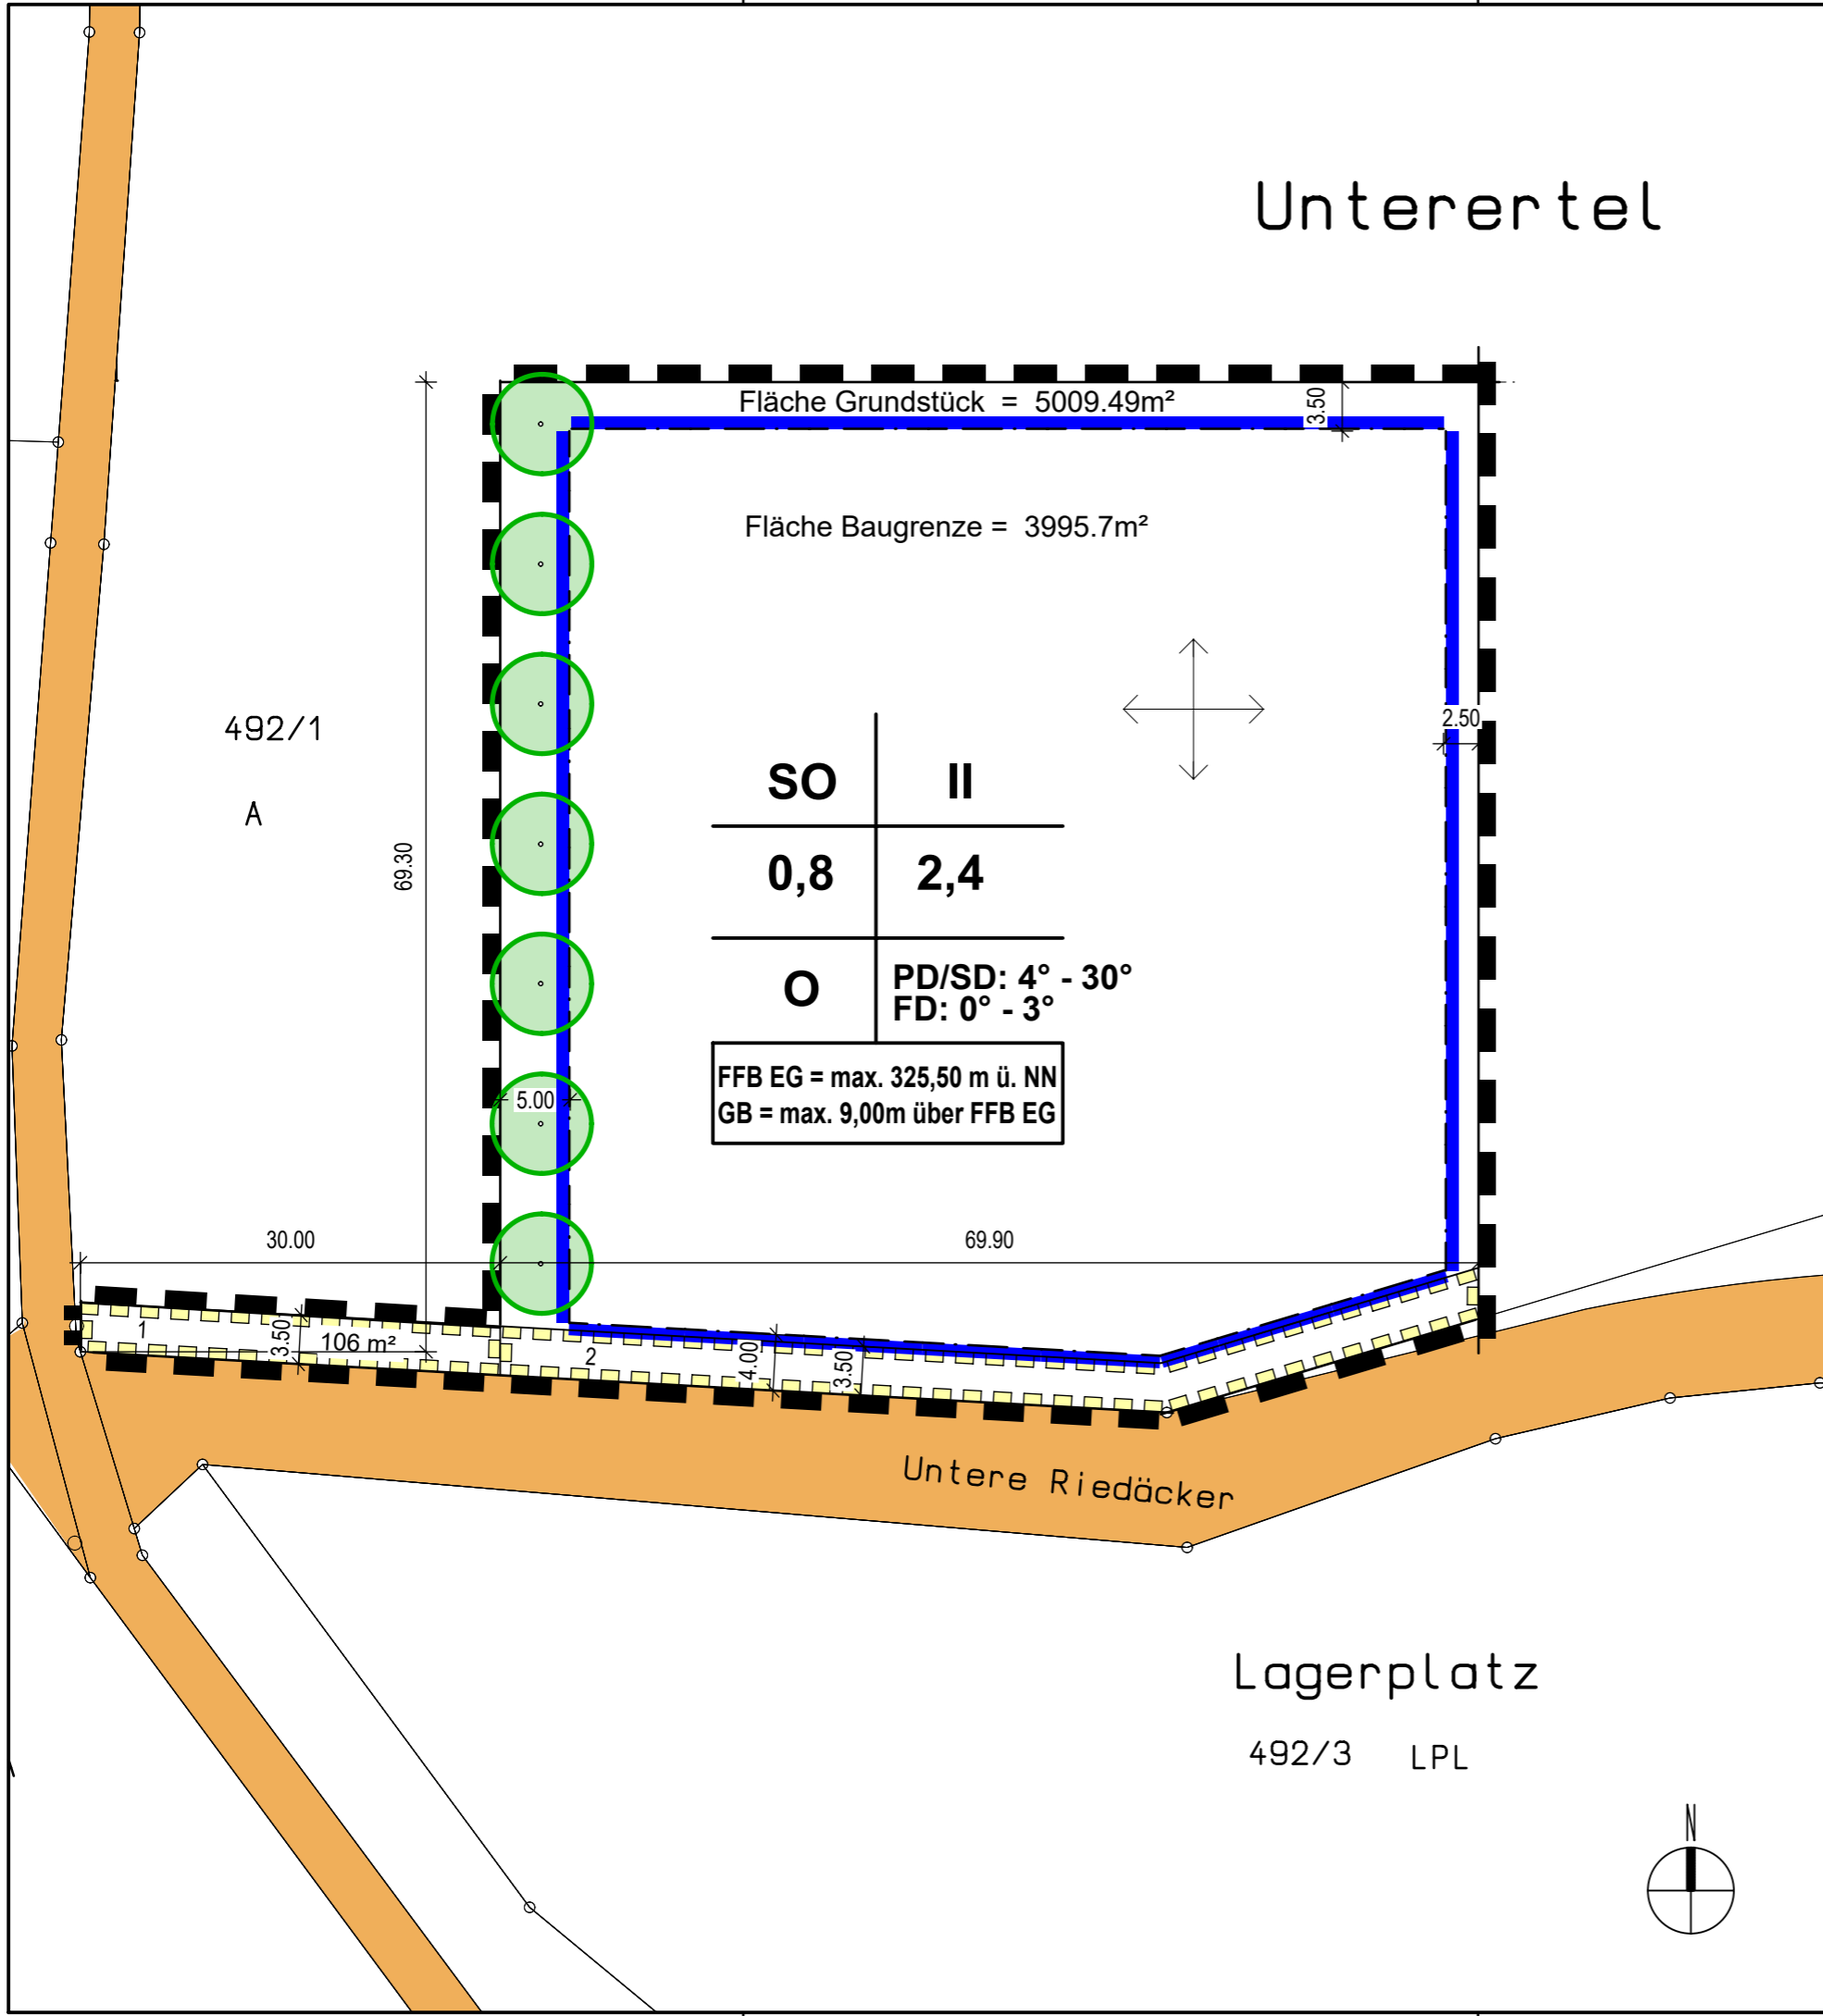 Unterertel
Fläche Grundstück = 5009.49m²
3.50
Fläche Baugrenze = 3995.7m²
492/1
A
69.30
2.50
SO II
0,8 2,4
O PD/SD: 4° - 30°
FD: 0° - 3°
FFB EG = max. 325,50 m ü. NN
GB = max. 9,00m über FFB EG
5.00
30.00
69.90
1
3.50
106 m²
2
4.00
3.50
Untere Riedäcker
Lagerplatz
492/3 LPL
N